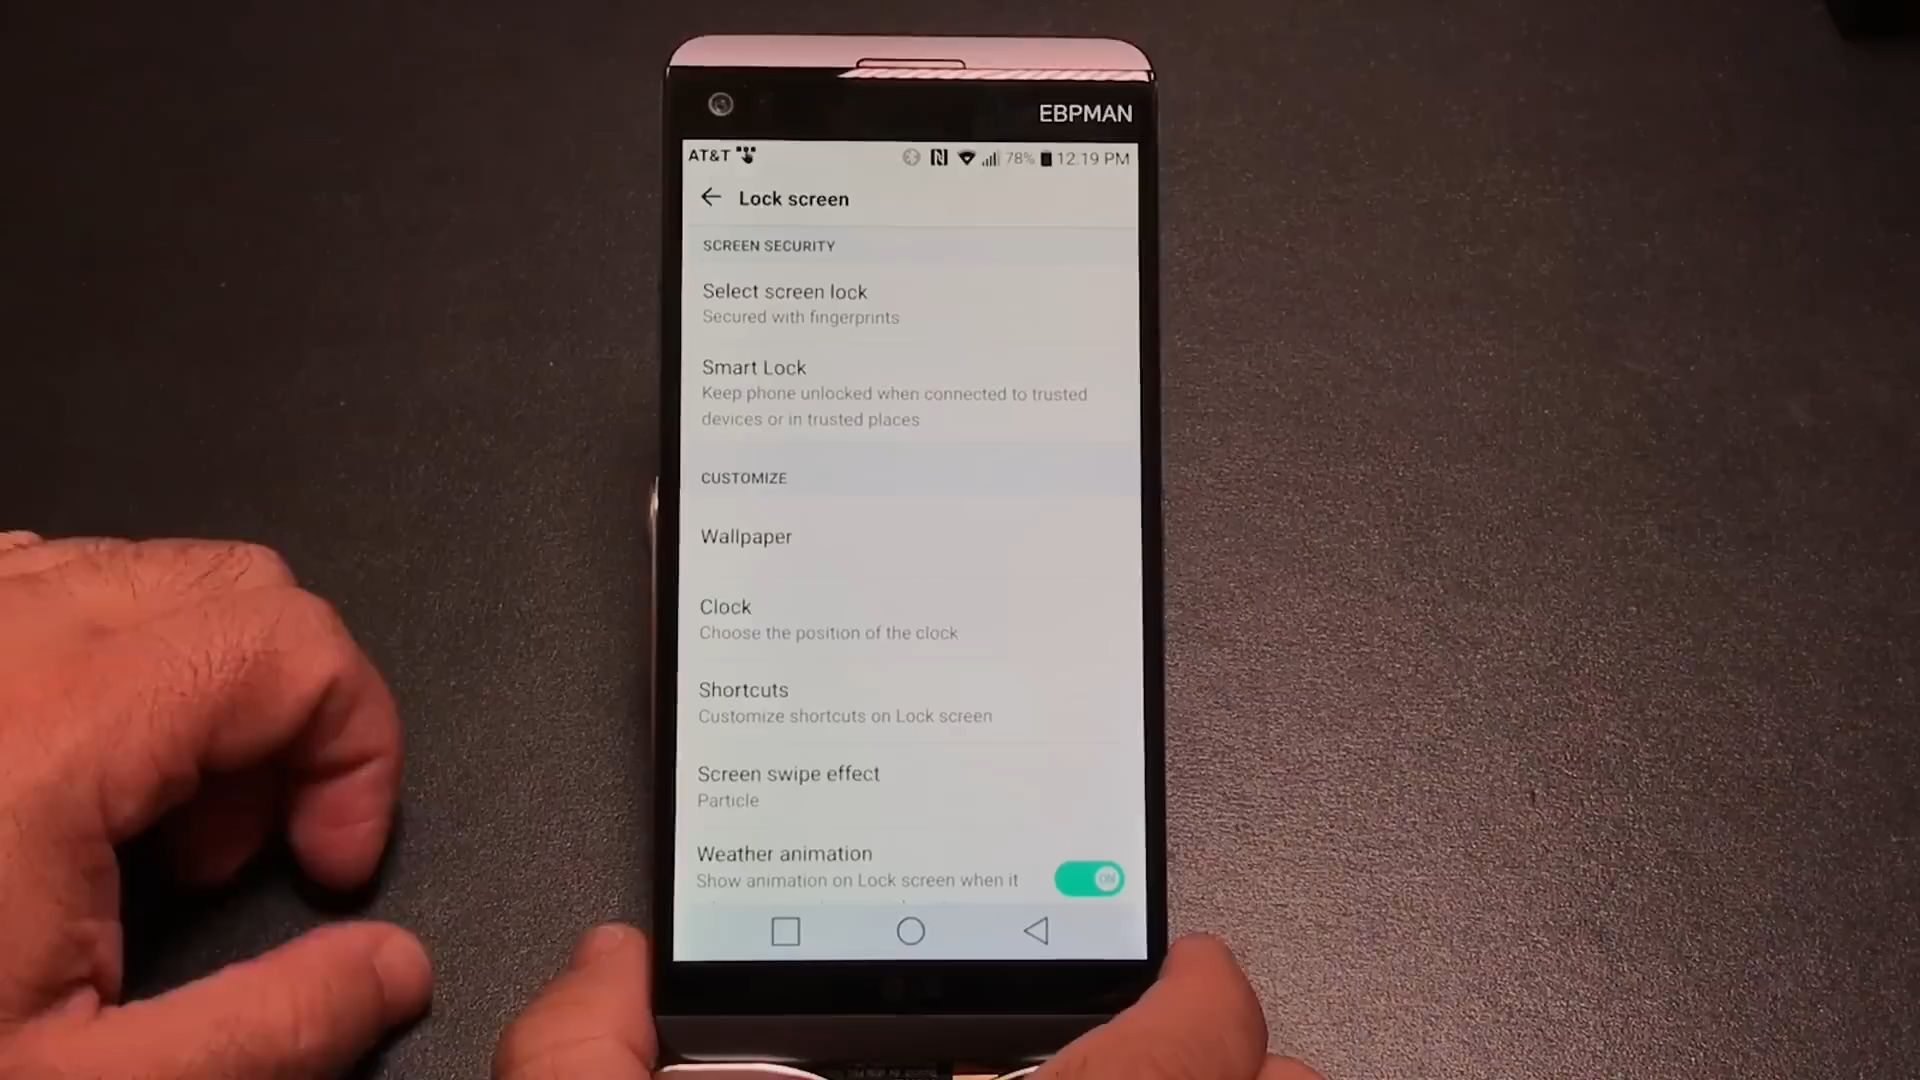 EBPMAN
AT&T 78% 12:19 PM
Lock screen
SCREEN SECURITY
Select screen lock
Secured with fingerprints
Smart Lock
Keep phone unlocked when connected to trusted
devices or in trusted places
CUSTOMIZE
Wallpaper
Clock
Choose the position of the clock
Shortcuts
Customize shortcuts on Lock screen
Screen swipe effect
Particle
Weather animation
Show animation on Lock screen when it
ON